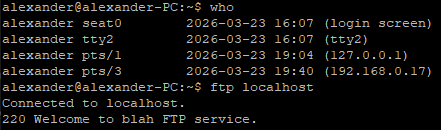 alexander@alexander-PC:~$ who
alexander seat0        2026-03-23 16:07 (login screen)
alexander tty2         2026-03-23 16:07 (tty2)
alexander pts/1        2026-03-23 19:04 (127.0.0.1)
alexander pts/3        2026-03-23 19:40 (192.168.0.17)
alexander@alexander-PC:~$ ftp localhost
Connected to localhost.
220 Welcome to blah FTP service.